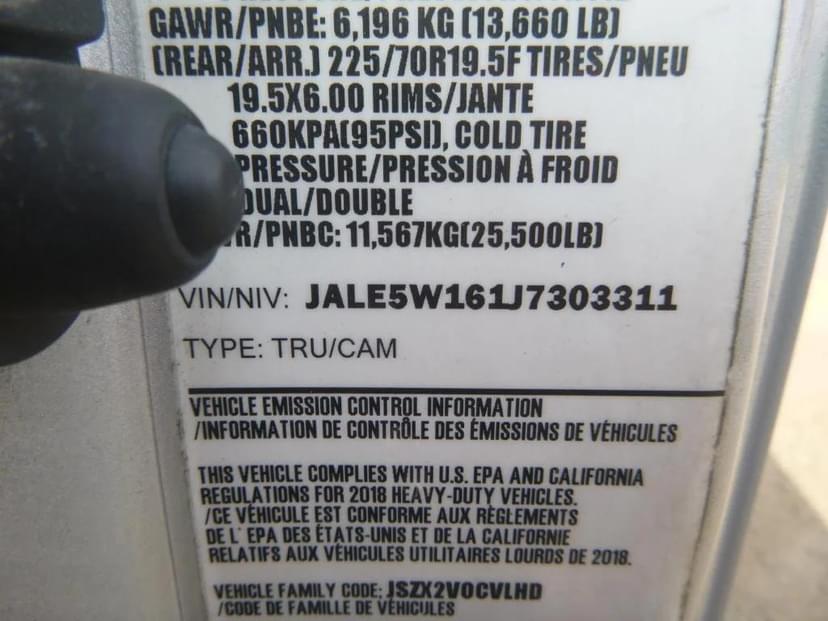 GAWR/PNBE: 6,196 KG (13,660 LB)
(REAR/ARR.) 225/70R19.5F TIRES/PNEU
19.5X6.00 RIMS/JANTE
660KPA(95PSI), COLD TIRE
PRESSURE/PRESSION À FROID
DUAL/DOUBLE
R/PNBC: 11,567KG(25,500LB)
VIN/NIV: JALE5W161J7303311
TYPE: TRU/CAM
VEHICLE EMISSION CONTROL INFORMATION
/INFORMATION DE CONTRÔLE DES ÉMISSIONS DE VÉHICULES
THIS VEHICLE COMPLIES WITH U.S. EPA AND CALIFORNIA
REGULATIONS FOR 2018 HEAVY-DUTY VEHICLES.
/CE VÉHICULE EST CONFORME AUX RÈGLEMENTS
DE L' EPA DES ÉTATS-UNIS ET DE LA CALIFORNIE
RELATIFS AUX VÉHICULES UTILITAIRES LOURDS DE 2018.
VEHICLE FAMILY CODE: JSZX2VOCVLHD
/CODE DE FAMILLE DE VÉHICULES